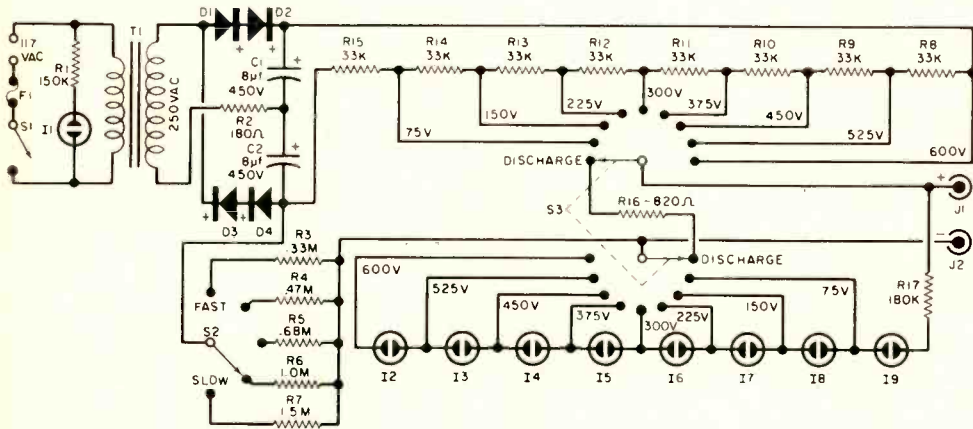 117
VAC
F1
S1
R1
150K
I1
T1
250VAC
D1
D2
C1
8µf
450V
R2
180Ω
C2
8µf
450V
D3
D4
R15
33K
R14
33K
R13
33K
R12
33K
R11
33K
R10
33K
R9
33K
R8
33K
75V
150V
225V
300V
375V
450V
525V
600V
DISCHARGE
S3
R16-820Ω
DISCHARGE
J1
J2
R17
180K
R3
.33M
R4
.47M
R5
.68M
R6
1.0M
R7
1.5M
FAST
S2
SLOW
600V
525V
450V
375V
300V
225V
150V
75V
I2
I3
I4
I5
I6
I7
I8
I9